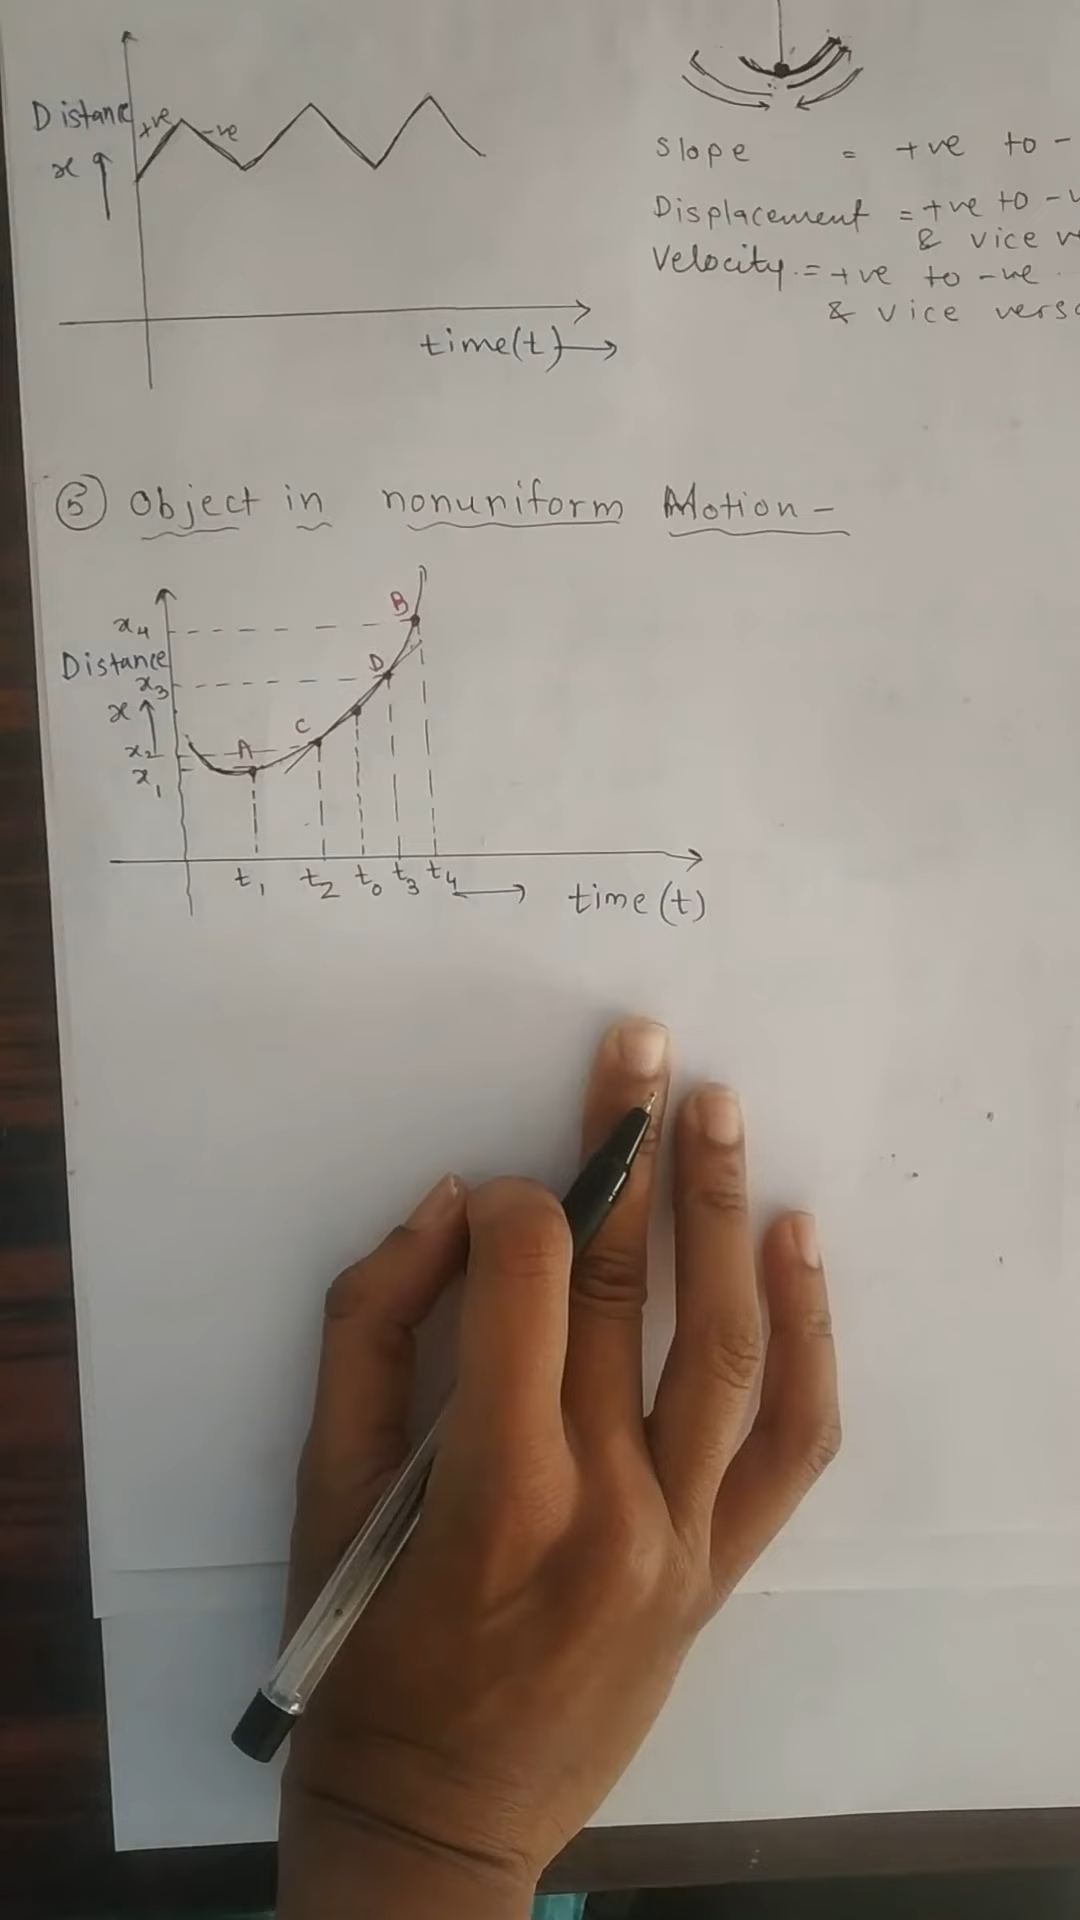 Distance
+ve
-ve
x
time(t)
Slope = +ve to -
Displacement = +ve to -v
& vice v
Velocity. = +ve to -ve
& vice vers
⑤ Object in nonuniform Motion -
B
x4
Distance
D
x3
x
C
A
x2
x1
t1 t2 t0 t3 t4
time (t)